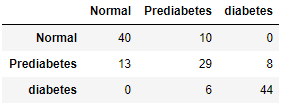 Normal Prediabetes diabetes
Normal 40 10 0
Prediabetes 13 29 8
diabetes 0 6 44